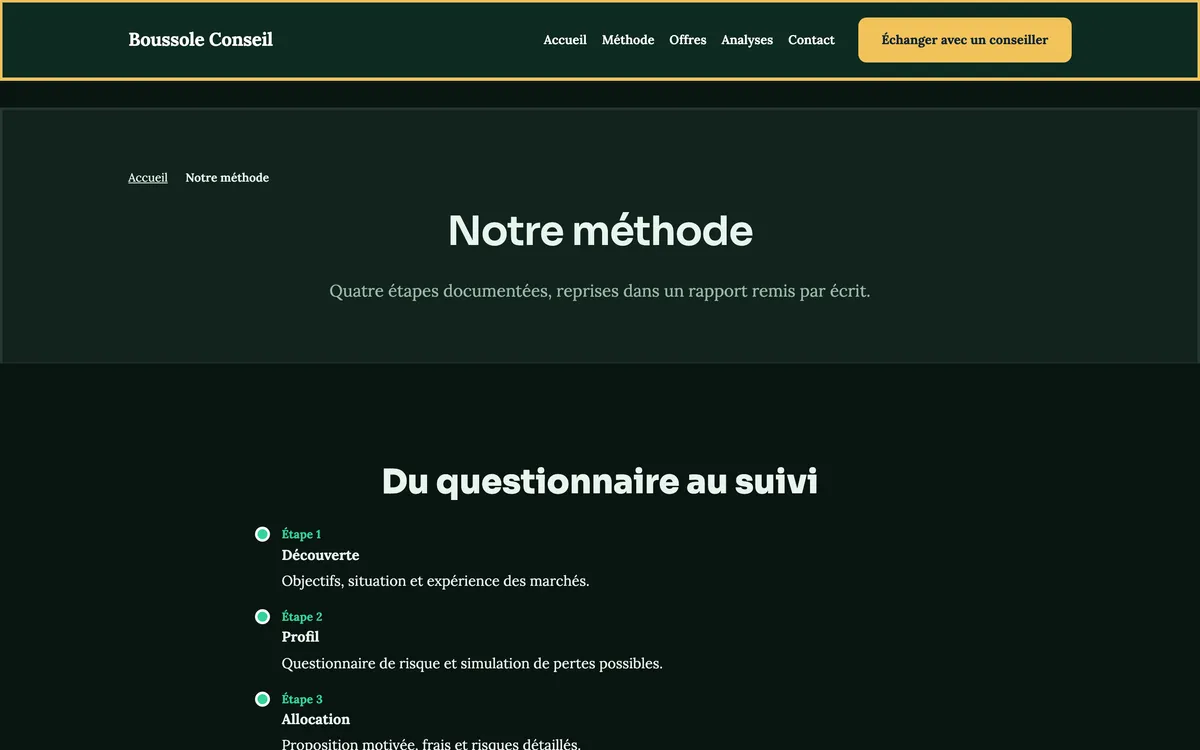 Boussole Conseil
Accueil Méthode Offres Analyses Contact Échanger avec un conseiller
Accueil Notre méthode
Notre méthode
Quatre étapes documentées, reprises dans un rapport remis par écrit.
Du questionnaire au suivi
Étape 1
Découverte
Objectifs, situation et expérience des marchés.
Étape 2
Profil
Questionnaire de risque et simulation de pertes possibles.
Étape 3
Allocation
Proposition motivée, frais et risques détaillés.